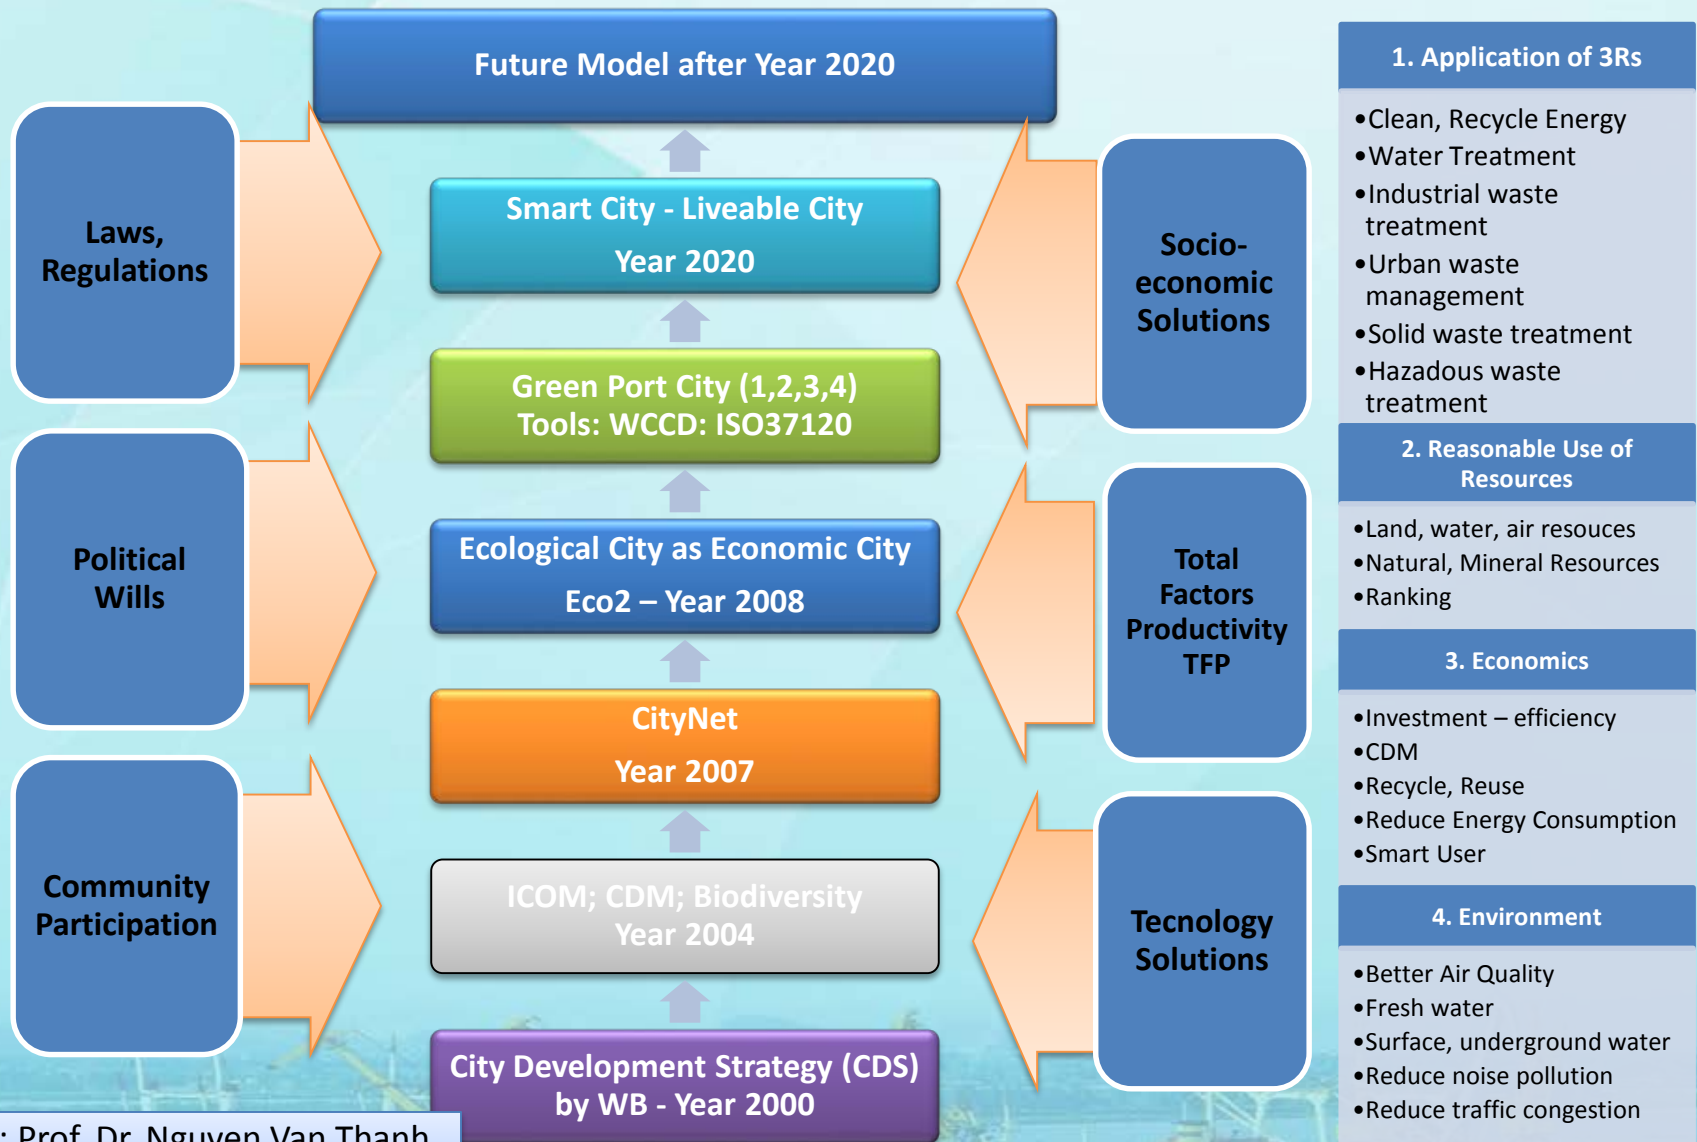 Future Model after Year 2020
Laws,
Regulations
Political
Wills
Community
Participation
Smart City - Liveable City
Year 2020
Green Port City (1,2,3,4)
Tools: WCCD: ISO37120
Ecological City as Economic City
Eco2 – Year 2008
CityNet
Year 2007
ICOM; CDM; Biodiversity
Year 2004
City Development Strategy (CDS)
by WB - Year 2000
Socio-
economic
Solutions
Total
Factors
Productivity
TFP
Tecnology
Solutions
1. Application of 3Rs
•Clean, Recycle Energy
•Water Treatment
•Industrial waste
treatment
•Urban waste
management
•Solid waste treatment
•Hazadous waste
treatment
2. Reasonable Use of
Resources
•Land, water, air resouces
•Natural, Mineral Resources
•Ranking
3. Economics
•Investment – efficiency
•CDM
•Recycle, Reuse
•Reduce Energy Consumption
•Smart User
4. Environment
•Better Air Quality
•Fresh water
•Surface, underground water
•Reduce noise pollution
•Reduce traffic congestion
: Prof. Dr. Nguyen Van Thanh